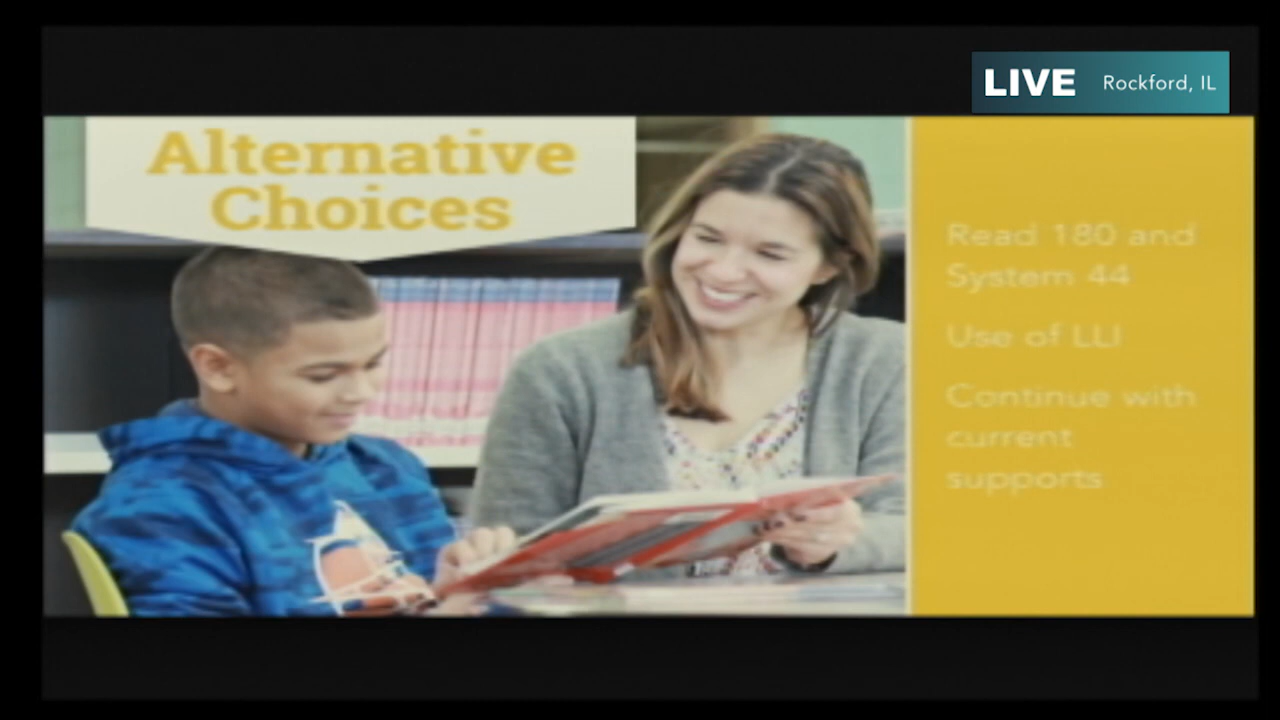 LIVE Rockford, IL
Alternative
Choices
Read 180 and
System 44
Use of LLI
Continue with
current
supports